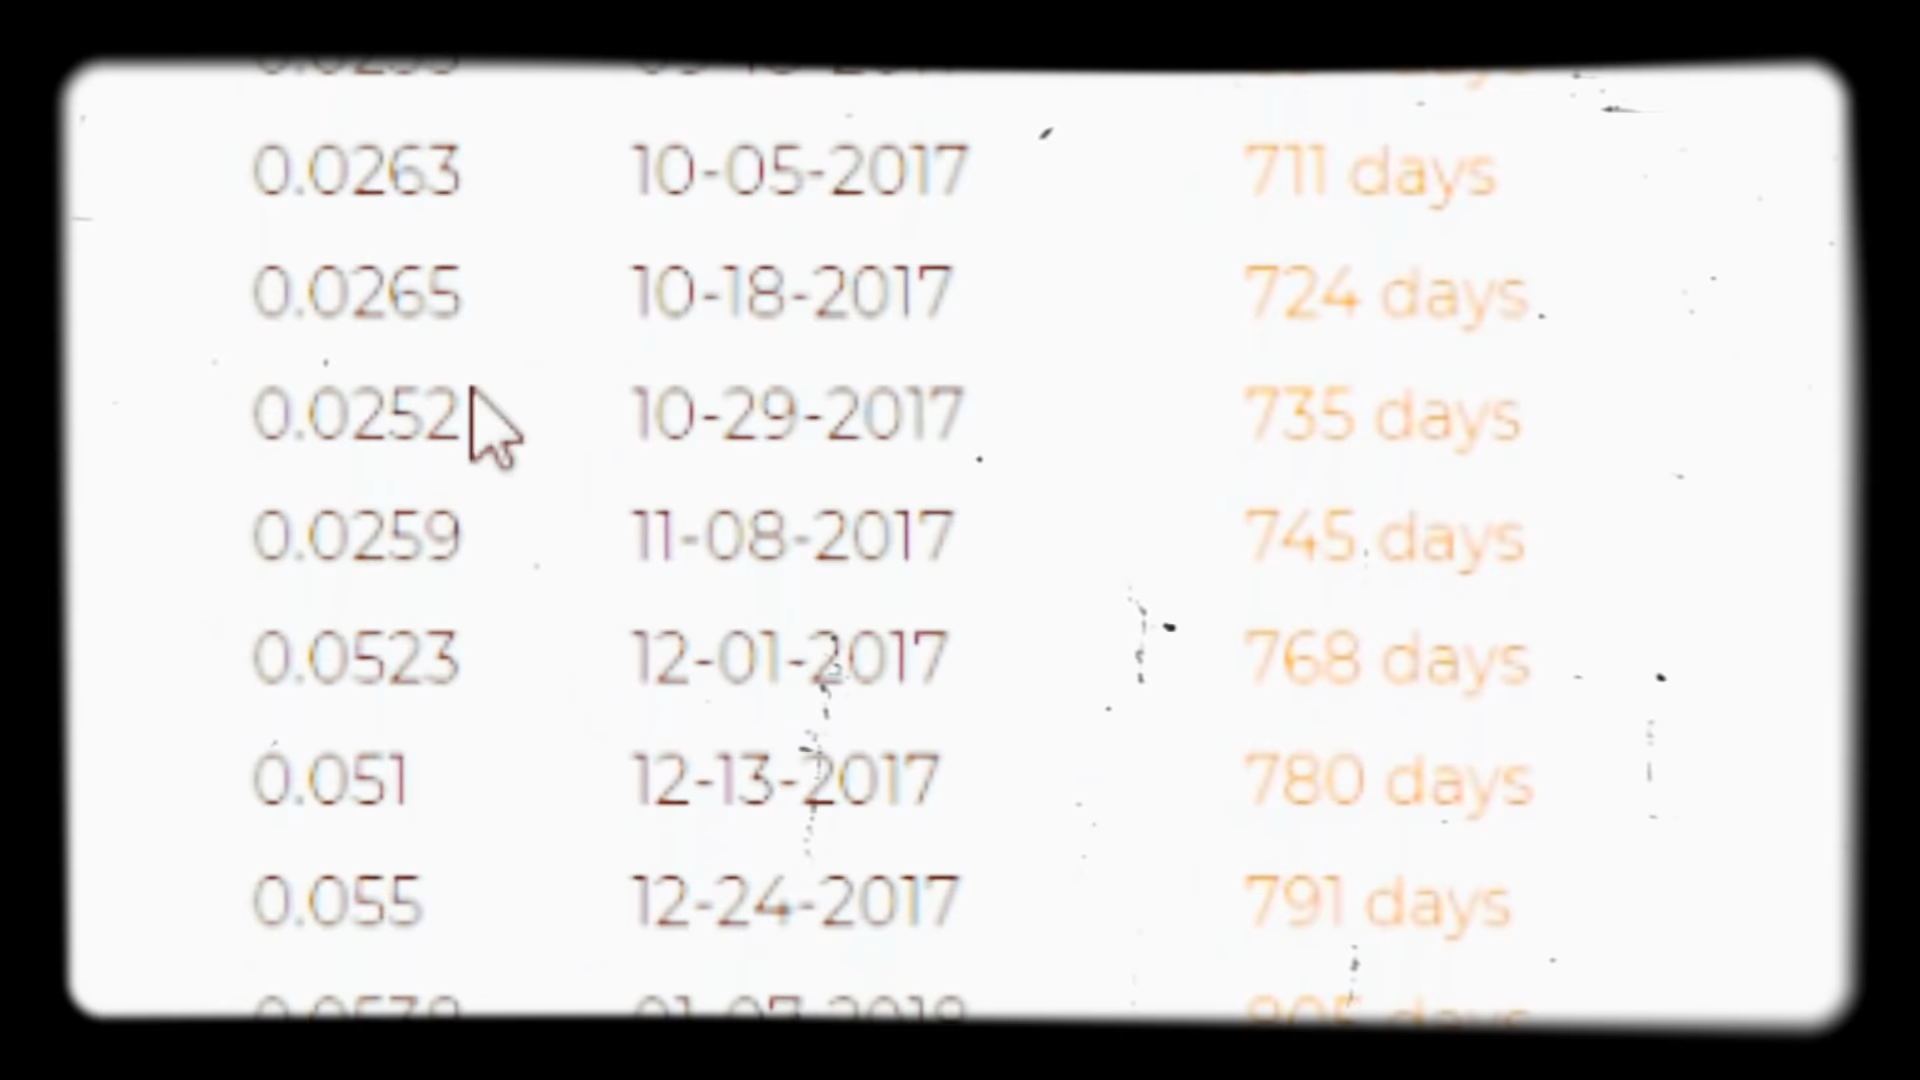 0.0263 10-05-2017 711 days
0.0265 10-18-2017 724 days
0.0252 10-29-2017 735 days
0.0259 11-08-2017 745 days
0.0523 12-01-2017 768 days
0.051 12-13-2017 780 days
0.055 12-24-2017 791 days